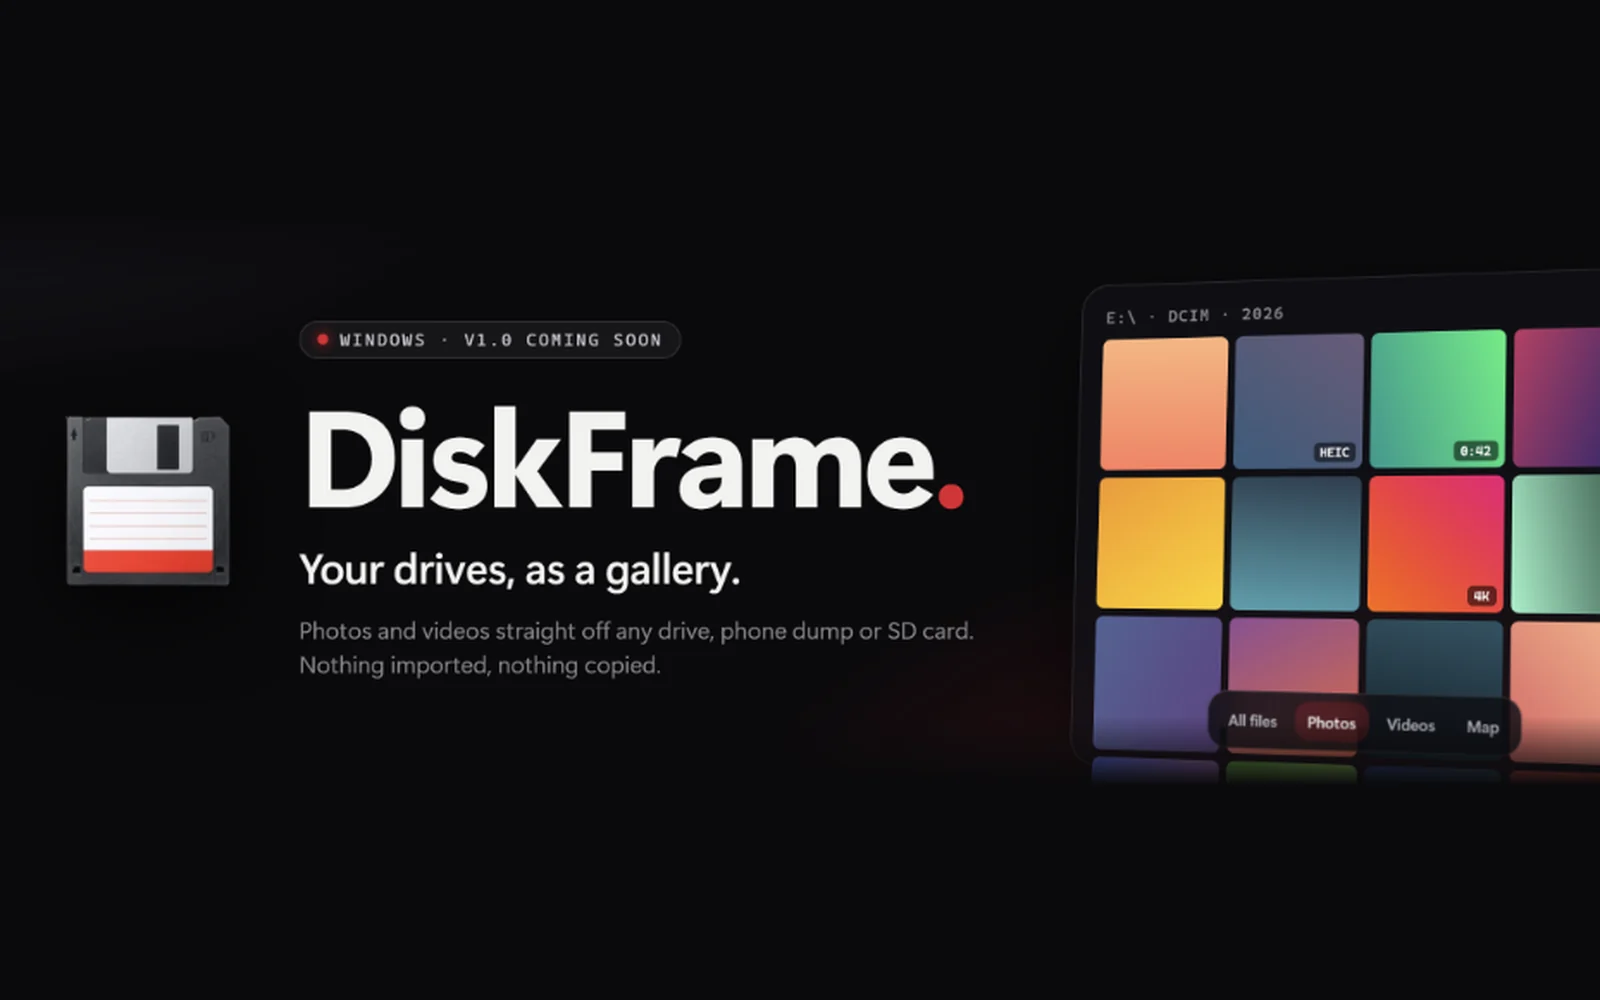 WINDOWS · V1.0 COMING SOON
DiskFrame.
Your drives, as a gallery.
Photos and videos straight off any drive, phone dump or SD card.
Nothing imported, nothing copied.
E:\ · DCIM · 2026
HEIC
0:42
4K
All files
Photos
Videos
Map